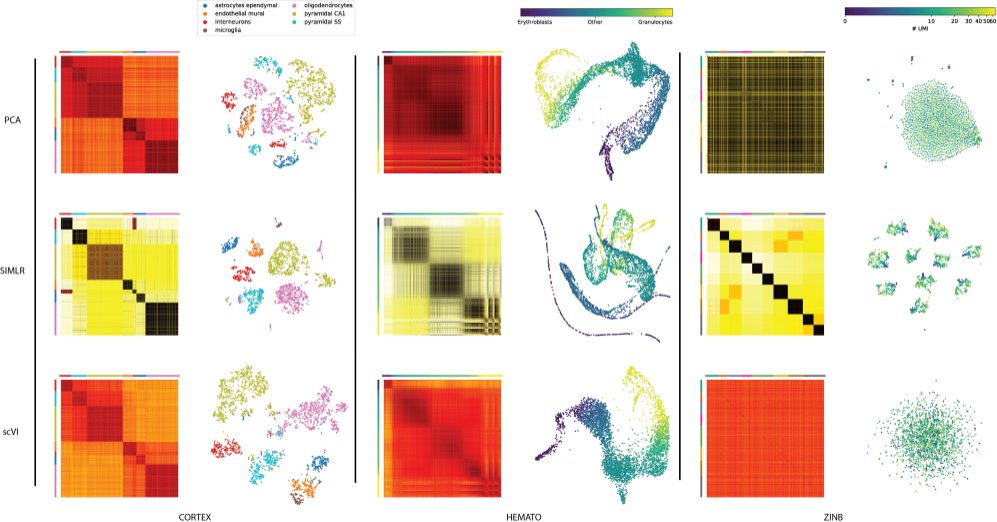 astrocytes ependymal
endothelial mural
interneurons
microglia
oligodendrocytes
pyramidal CA1
pyramidal SS
Erythroblasts Other Granulocytes
0 10 20 30 40 50 60
# UMI
PCA
SIMLR
scVI
CORTEX HEMATO ZINB